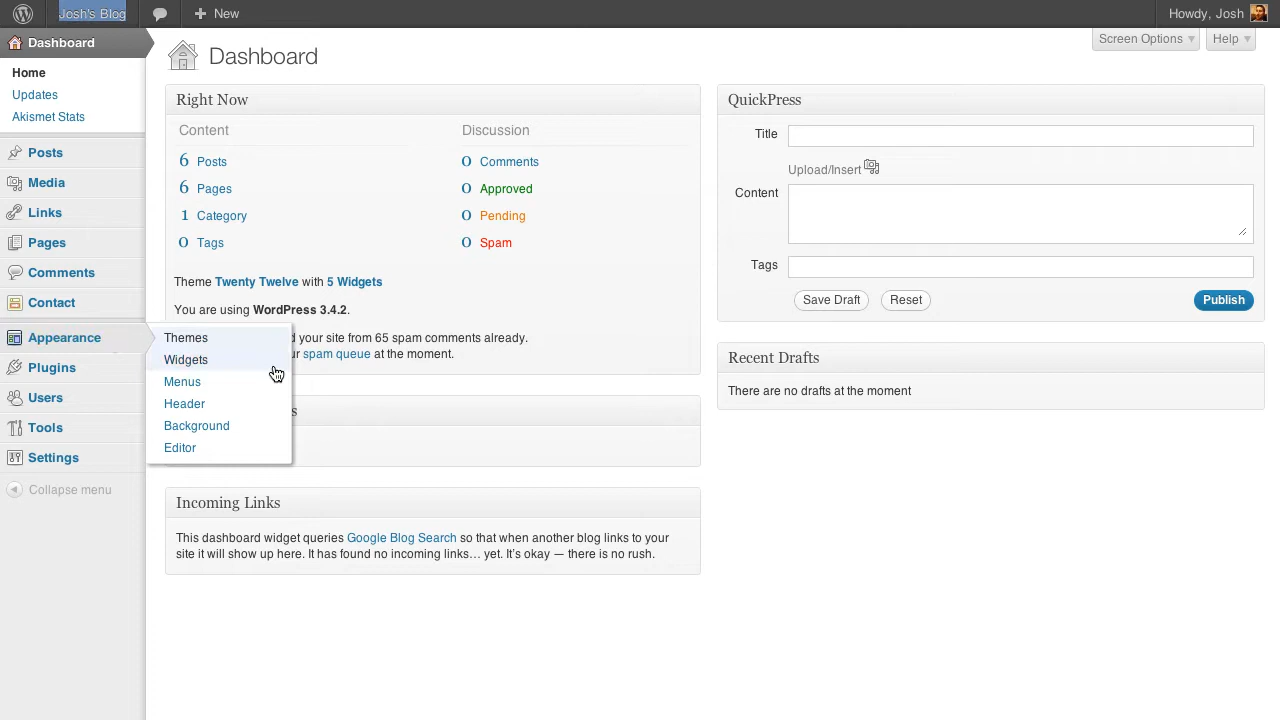 Josh's Blog
New
Howdy, Josh
Dashboard
Home
Updates
Akismet Stats
Posts
Media
Links
Pages
Comments
Contact
Appearance
Plugins
Users
Tools
Settings
Collapse menu
Themes
Widgets
Menus
Header
Background
Editor
Screen Options
Help
Dashboard
Right Now
Content
6 Posts
6 Pages
1 Category
0 Tags
Discussion
0 Comments
0 Approved
0 Pending
0 Spam
Theme Twenty Twelve with 5 Widgets
You are using WordPress 3.4.2.
d your site from 65 spam comments already.
ur spam queue at the moment.
s
Incoming Links
This dashboard widget queries Google Blog Search so that when another blog links to your
site it will show up here. It has found no incoming links… yet. It's okay — there is no rush.
QuickPress
Title
Upload/Insert
Content
Tags
Save Draft
Reset
Publish
Recent Drafts
There are no drafts at the moment